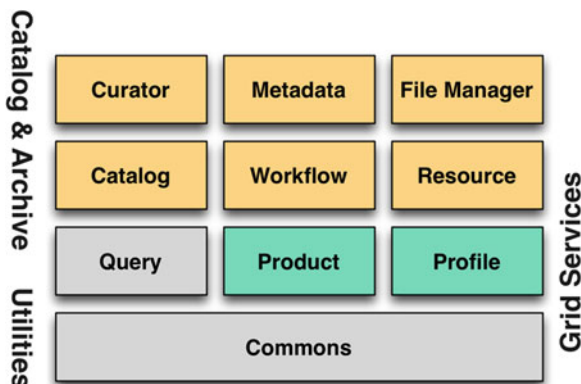 Catalog & Archive
Curator
Metadata
File Manager
Catalog
Workflow
Resource
Query
Product
Profile
Grid Services
Utilities
Commons